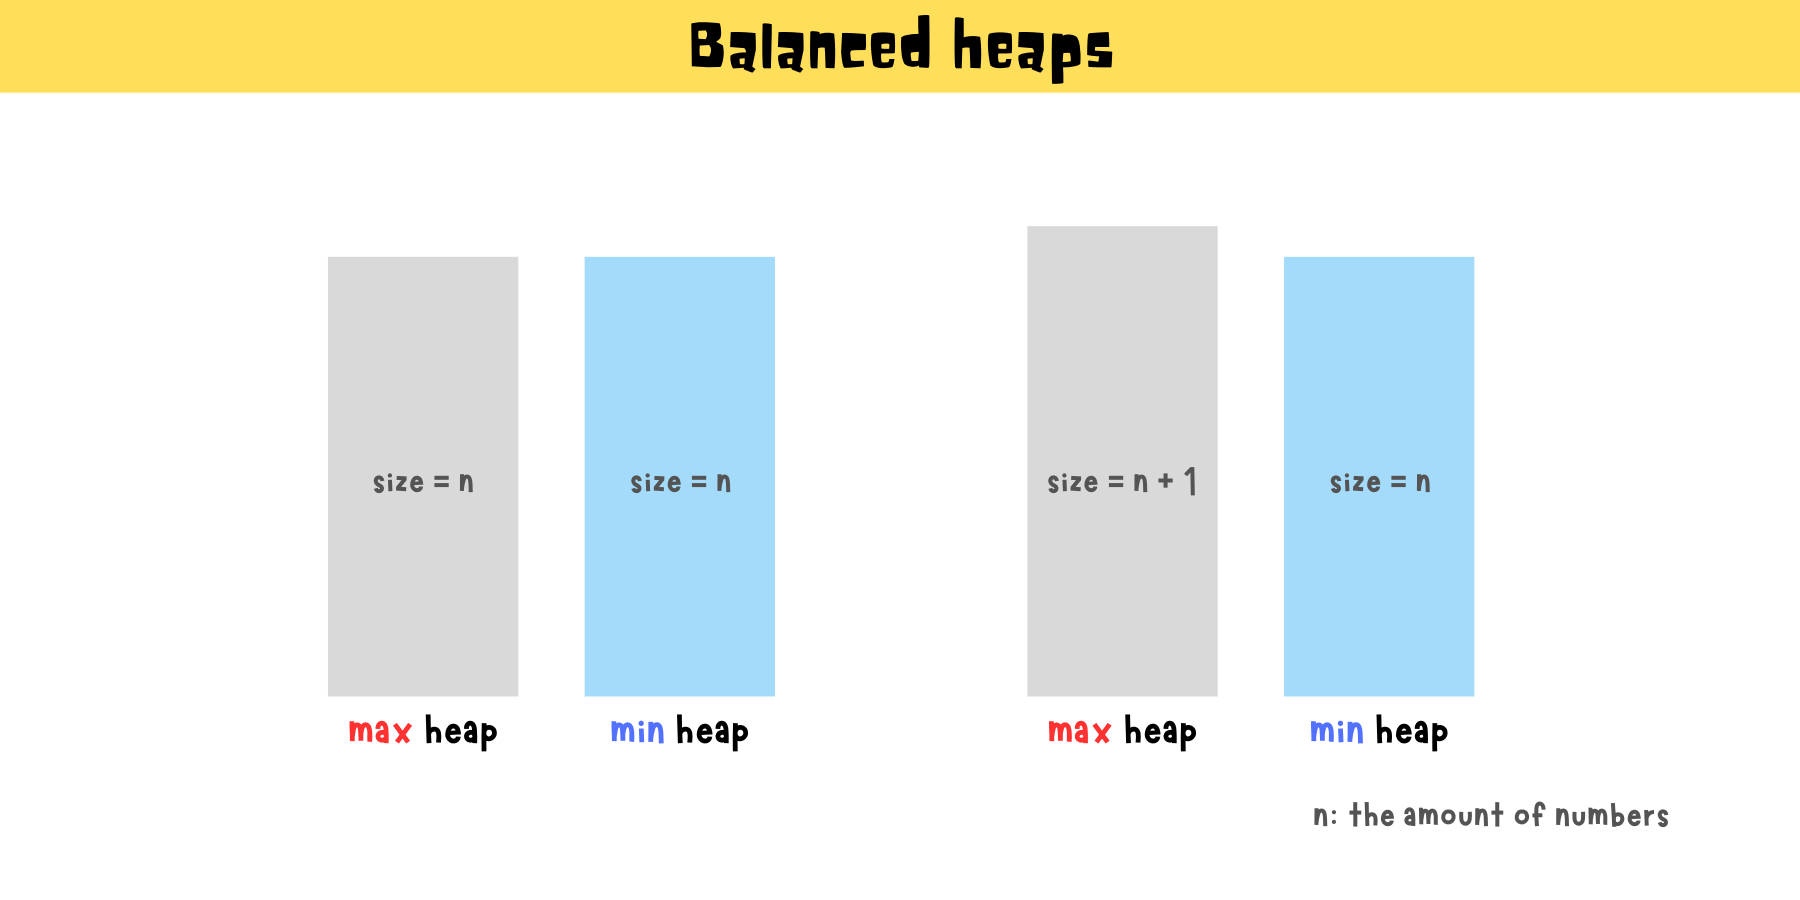 Balanced heaps
size = n
size = n
size = n + 1
size = n
max heap
min heap
max heap
min heap
n: the amount of numbers